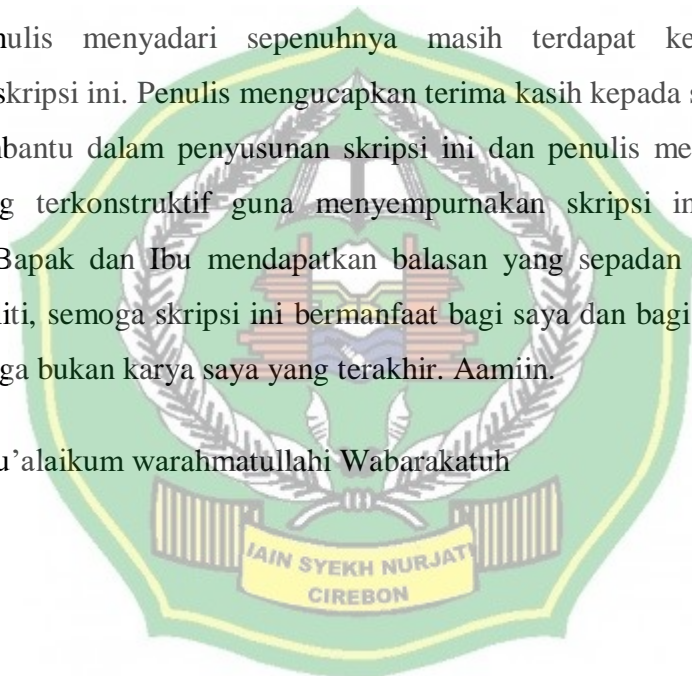 nulis menyadari sepenuhnya masih terdapat ke
skripsi ini. Penulis mengucapkan terima kasih kepada s
bantu dalam penyusunan skripsi ini dan penulis me
g terkonstruktif guna menyempurnakan skripsi in
Bapak dan Ibu mendapatkan balasan yang sepadan
iti, semoga skripsi ini bermanfaat bagi saya dan bagi
ga bukan karya saya yang terakhir. Aamiin.
u’alaikum warahmatullahi Wabarakatuh
IAIN SYEKH NURJATI
CIREBON